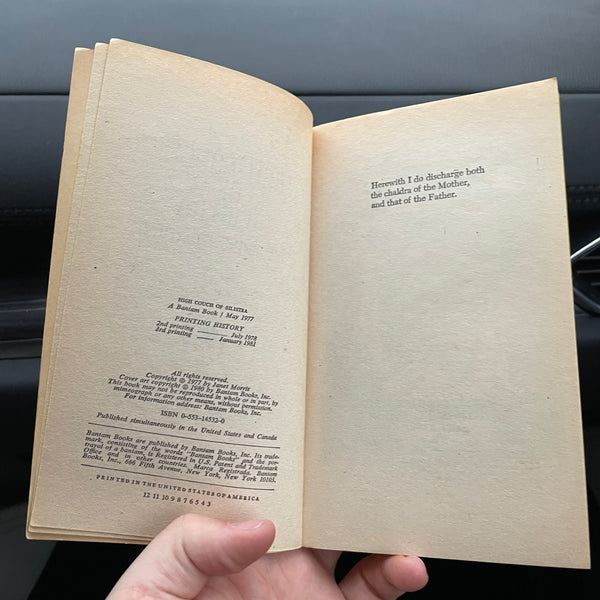 HIGH COUCH OF SILISTRA
A Bantam Book / May 1977
PRINTING HISTORY
2nd printing July 1978
3rd printing January 1981
All rights reserved.
Copyright © 1977 by Janet Morris
Cover art copyright © 1980 by Bantam Books, Inc.
This book may not be reproduced in whole or in part, by
mimeograph or any other means, without permission.
For information address: Bantam Books, Inc.
ISBN 0-553-14532-0
Published simultaneously in the United States and Canada
Bantam Books are published by Bantam Books, Inc. Its trade-
mark, consisting of the words "Bantam Books" and the por-
trayal of a bantam, is Registered in U.S. Patent and Trademark
Office and in other countries. Marca Registrada. Bantam
Books, Inc., 666 Fifth Avenue, New York, New York 10103.
PRINTED IN THE UNITED STATES OF AMERICA
12 11 10 9 8 7 6 5 4 3
Herewith I do discharge both
the chaldra of the Mother,
and that of the Father.